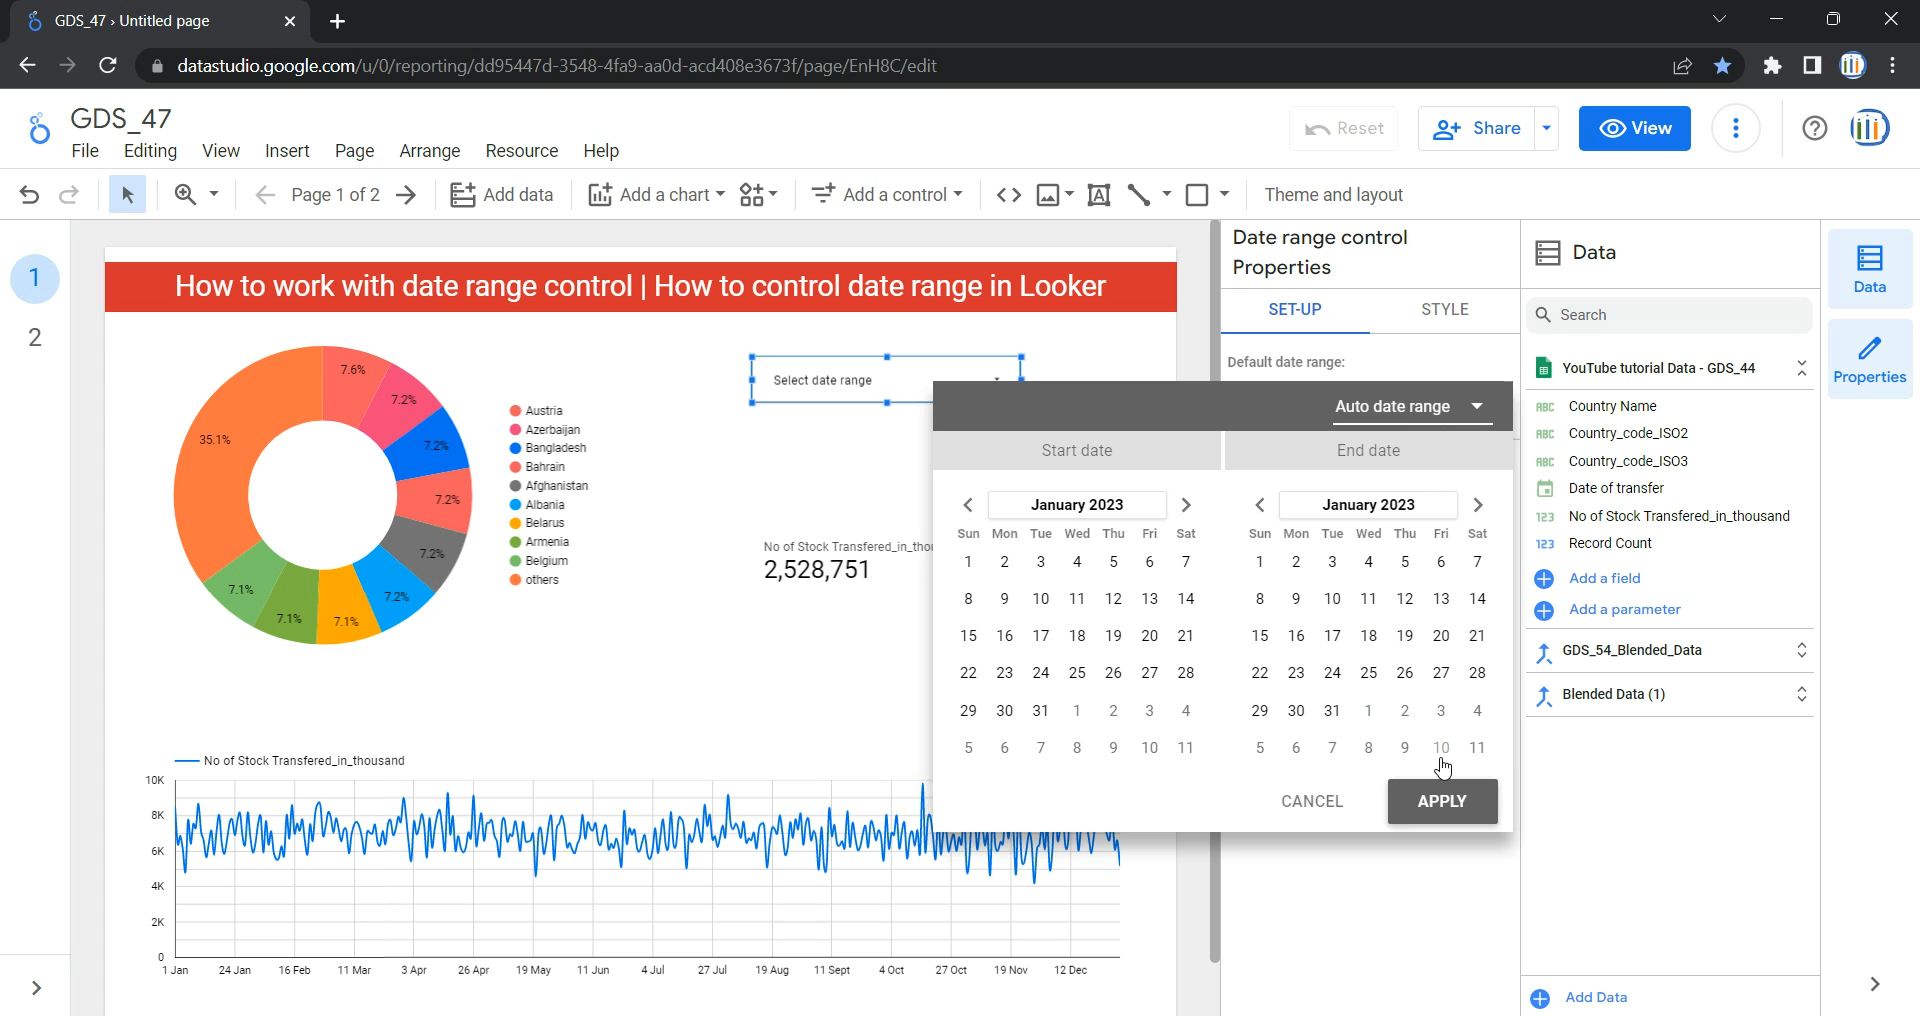 GDS_47 › Untitled page
datastudio.google.com/u/0/reporting/dd95447d-3548-4fa9-aa0d-acd408e3673f/page/EnH8C/edit
GDS_47
File Editing View Insert Page Arrange Resource Help
Reset
Share
View
Page 1 of 2
Add data
Add a chart
Add a control
Theme and layout
1
2
How to work with date range control | How to control date range in Looker
7.6%
7.2%
7.2%
7.2%
7.2%
7.2%
7.1%
7.1%
7.1%
35.1%
Austria
Azerbaijan
Bangladesh
Bahrain
Afghanistan
Albania
Belarus
Armenia
Belgium
others
Select date range
No of Stock Transfered_in_thou
2,528,751
No of Stock Transfered_in_thousand
10K
8K
6K
4K
2K
0
1 Jan 24 Jan 16 Feb 11 Mar 3 Apr 26 Apr 19 May 11 Jun 4 Jul 27 Jul 19 Aug 11 Sept 4 Oct 27 Oct 19 Nov 12 Dec
Date range control
Properties
SET-UP STYLE
Default date range:
Auto date range
Start date
January 2023
Sun Mon Tue Wed Thu Fri Sat
1 2 3 4 5 6 7
8 9 10 11 12 13 14
15 16 17 18 19 20 21
22 23 24 25 26 27 28
29 30 31 1 2 3 4
5 6 7 8 9 10 11
End date
January 2023
Sun Mon Tue Wed Thu Fri Sat
1 2 3 4 5 6 7
8 9 10 11 12 13 14
15 16 17 18 19 20 21
22 23 24 25 26 27 28
29 30 31 1 2 3 4
5 6 7 8 9 10 11
CANCEL APPLY
Data
Search
YouTube tutorial Data - GDS_44
ABC Country Name
ABC Country_code_ISO2
ABC Country_code_ISO3
Date of transfer
123 No of Stock Transfered_in_thousand
123 Record Count
Add a field
Add a parameter
GDS_54_Blended_Data
Blended Data (1)
Add Data
Data
Properties